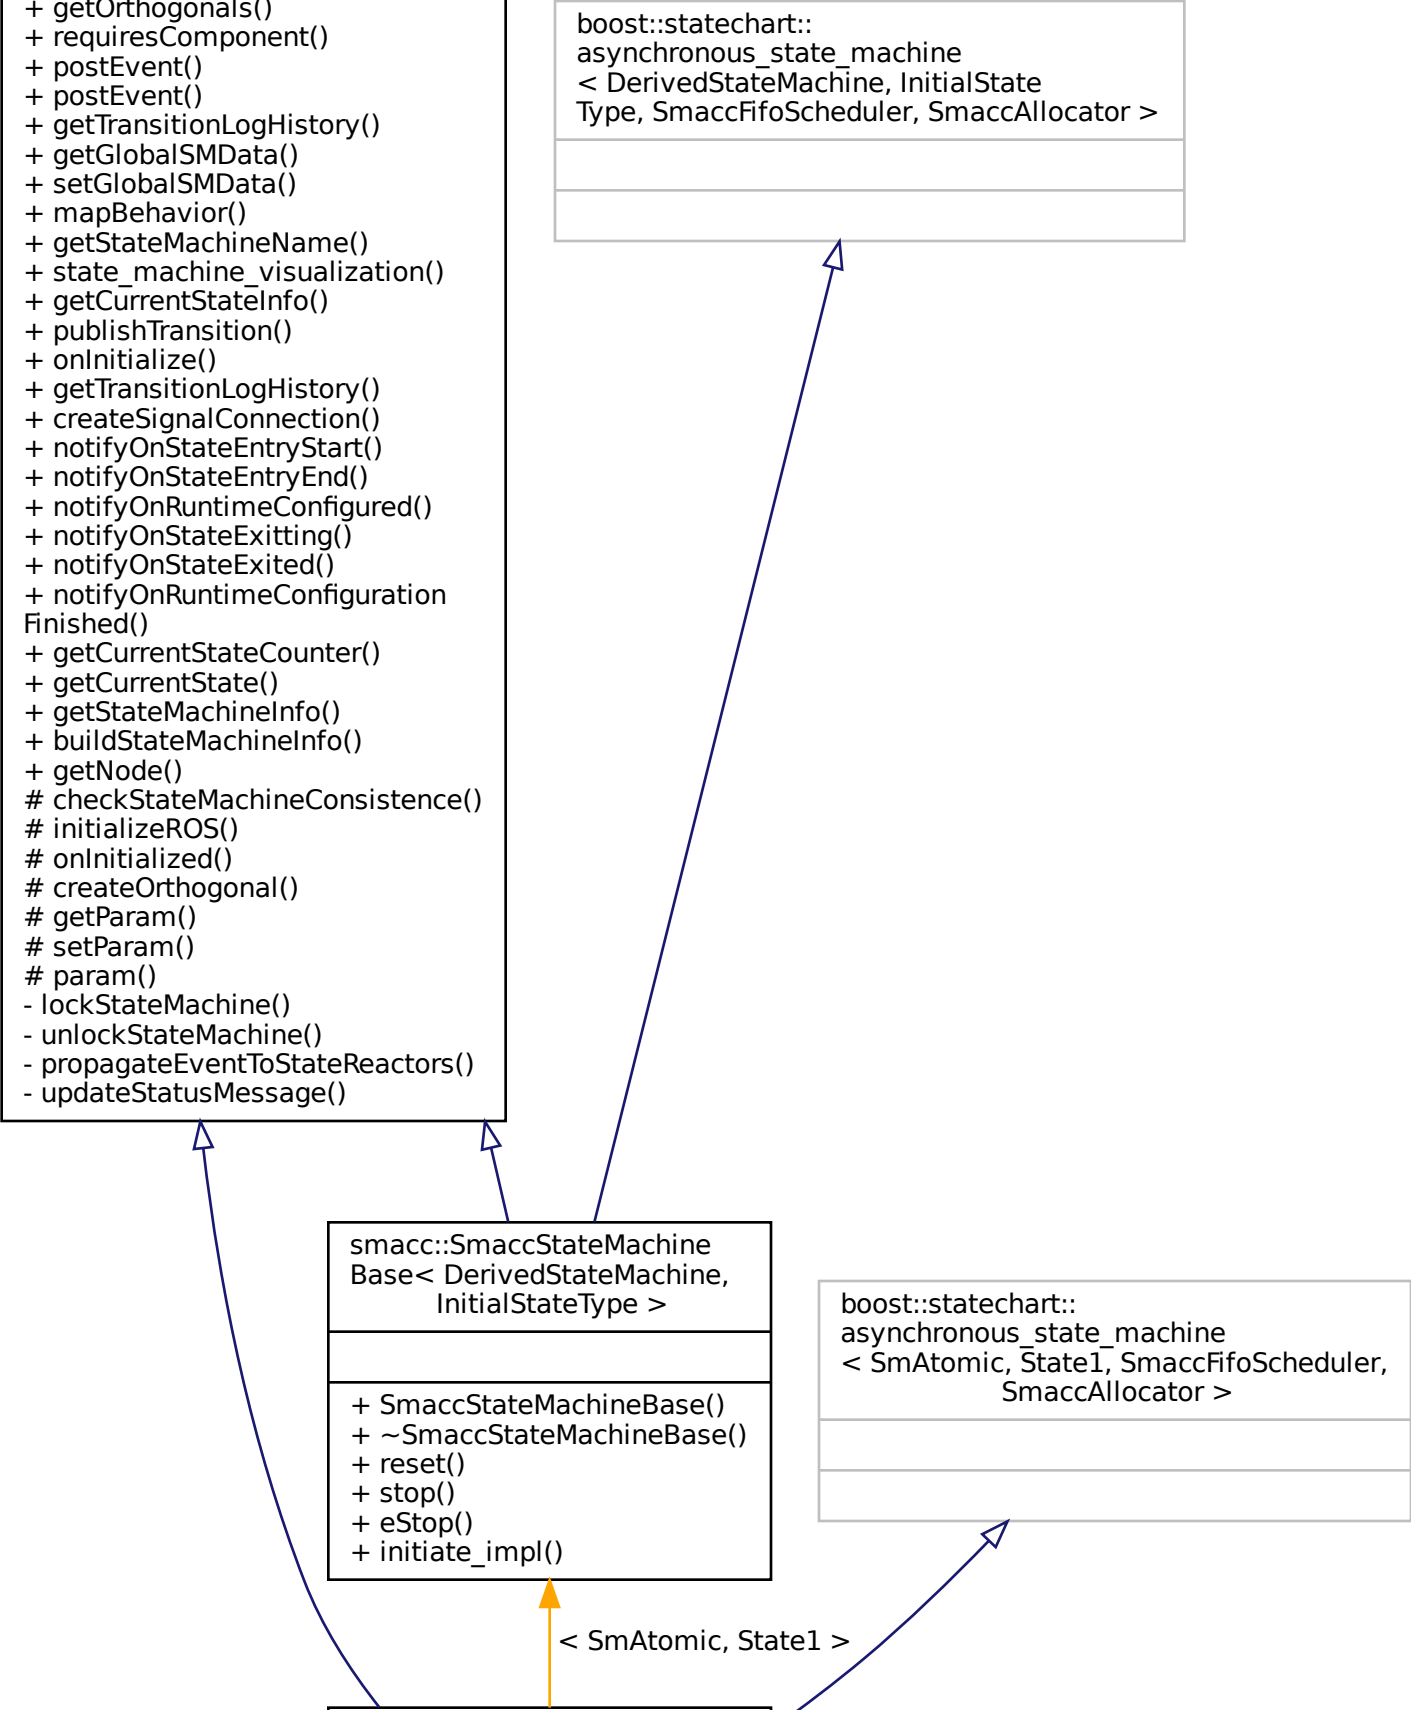 + getOrthogonals()
+ requiresComponent()
+ postEvent()
+ postEvent()
+ getTransitionLogHistory()
+ getGlobalSMData()
+ setGlobalSMData()
+ mapBehavior()
+ getStateMachineName()
+ state_machine_visualization()
+ getCurrentStateInfo()
+ publishTransition()
+ onInitialize()
+ getTransitionLogHistory()
+ createSignalConnection()
+ notifyOnStateEntryStart()
+ notifyOnStateEntryEnd()
+ notifyOnRuntimeConfigured()
+ notifyOnStateExitting()
+ notifyOnStateExited()
+ notifyOnRuntimeConfiguration
Finished()
+ getCurrentStateCounter()
+ getCurrentState()
+ getStateMachineInfo()
+ buildStateMachineInfo()
+ getNode()
# checkStateMachineConsistence()
# initializeROS()
# onInitialized()
# createOrthogonal()
# getParam()
# setParam()
# param()
- lockStateMachine()
- unlockStateMachine()
- propagateEventToStateReactors()
- updateStatusMessage()
boost::statechart::
asynchronous_state_machine
< DerivedStateMachine, InitialState
Type, SmaccFifoScheduler, SmaccAllocator >
smacc::SmaccStateMachine
Base< DerivedStateMachine,
InitialStateType >
+ SmaccStateMachineBase()
+ ~SmaccStateMachineBase()
+ reset()
+ stop()
+ eStop()
+ initiate_impl()
boost::statechart::
asynchronous_state_machine
< SmAtomic, State1, SmaccFifoScheduler,
SmaccAllocator >
< SmAtomic, State1 >